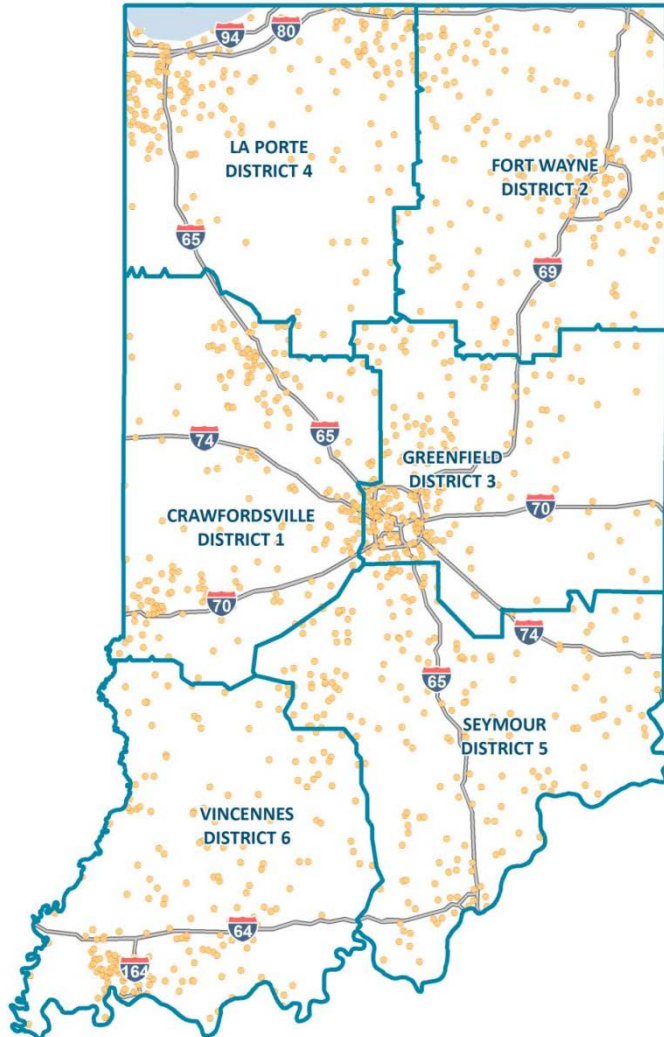 94
80
LA PORTE
DISTRICT 4
FORT WAYNE
DISTRICT 2
65
69
74
65
GREENFIELD
DISTRICT 3
CRAWFORDSVILLE
DISTRICT 1
70
70
74
65
SEYMOUR
DISTRICT 5
VINCENNES
DISTRICT 6
64
164